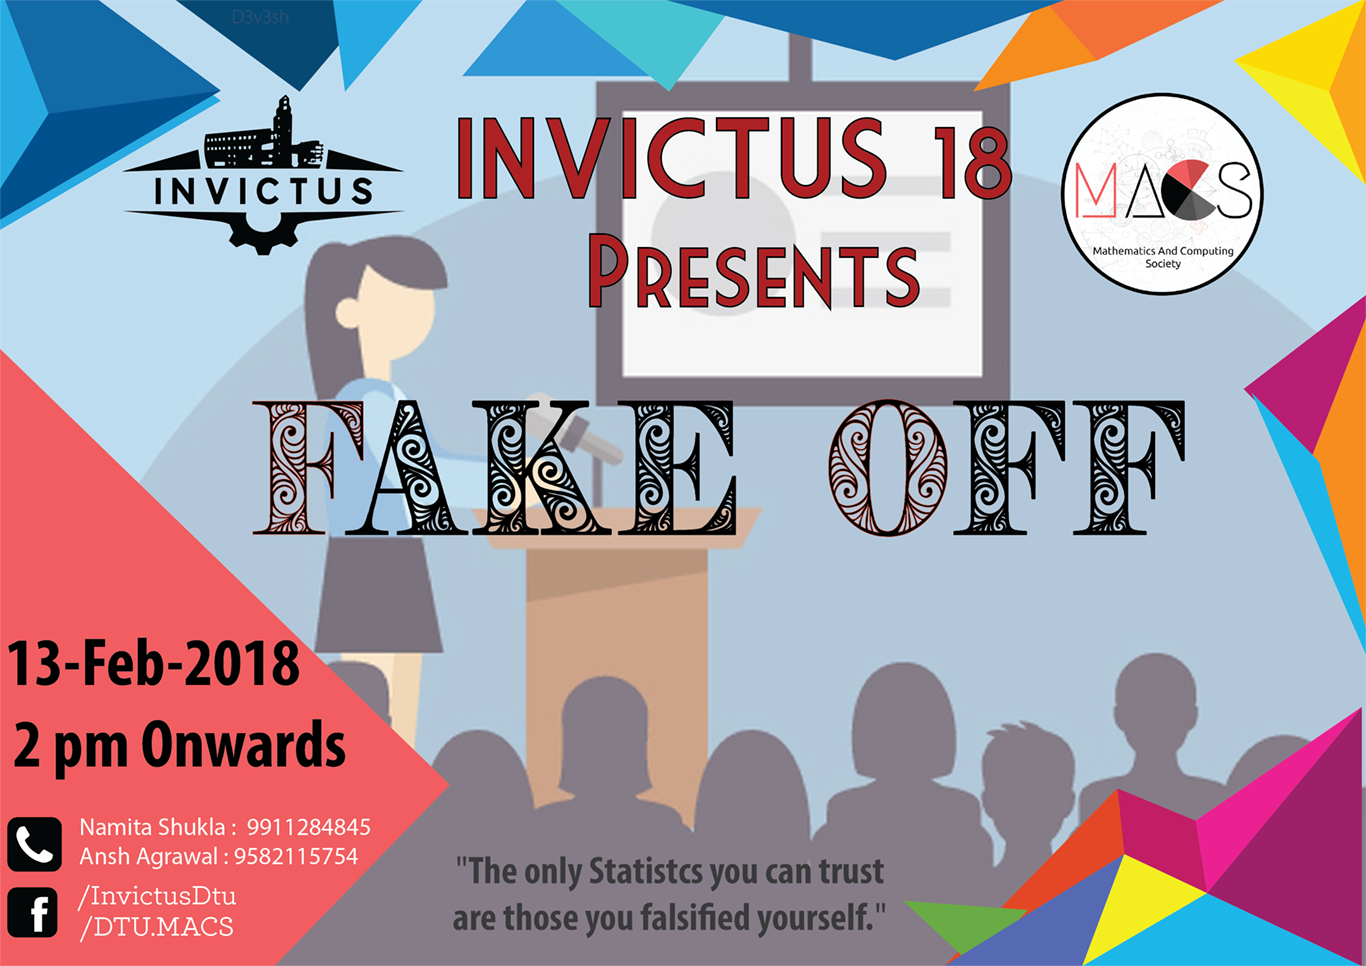 D3v3sh
INVICTUS
INVICTUS 18
PRESENTS
MACS
Mathematics And Computing
Society
FAKE OFF
13-Feb-2018
2 pm Onwards
Namita Shukla : 9911284845
Ansh Agrawal : 9582115754
/InvictusDtu
/DTU.MACS
"The only Statistcs you can trust
are those you falsified yourself."